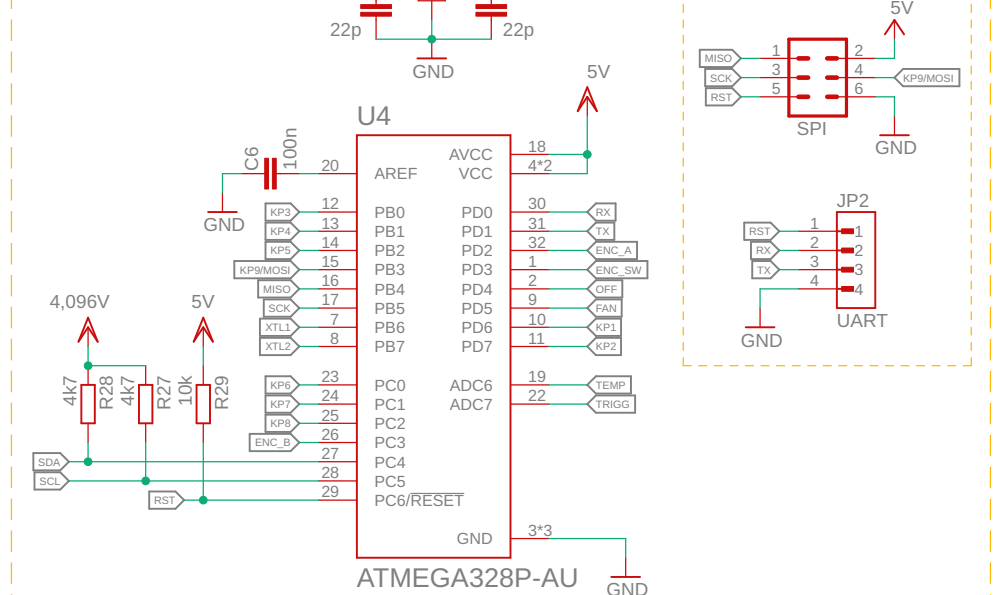 22p
22p
GND
5V
MISO 1 2
SCK 3 4 KP9/MOSI
RST 5 6
SPI
GND
U4
5V
C6
100n
20 AREF
AVCC 18
VCC 4*2
GND
KP3 12 PB0
PD0 30 RX
KP4 13 PB1
PD1 31 TX
KP5 14 PB2
PD2 32 ENC_A
KP9/MOSI 15 PB3
PD3 1 ENC_SW
MISO 16 PB4
PD4 2 OFF
SCK 17 PB5
PD5 9 FAN
XTL1 7 PB6
PD6 10 KP1
XTL2 8 PB7
PD7 11 KP2
KP6 23 PC0
ADC6 19 TEMP
KP7 24 PC1
ADC7 22 TRIGG
KP8 25 PC2
ENC_B 26 PC3
SDA 27 PC4
SCL 28 PC5
RST 29 PC6/RESET
GND 3*3
ATMEGA328P-AU
GND
4,096V
5V
4k7
R28
4k7
R27
10k
R29
JP2
RST 1 1
RX 2 2
TX 3 3
4 4
UART
GND